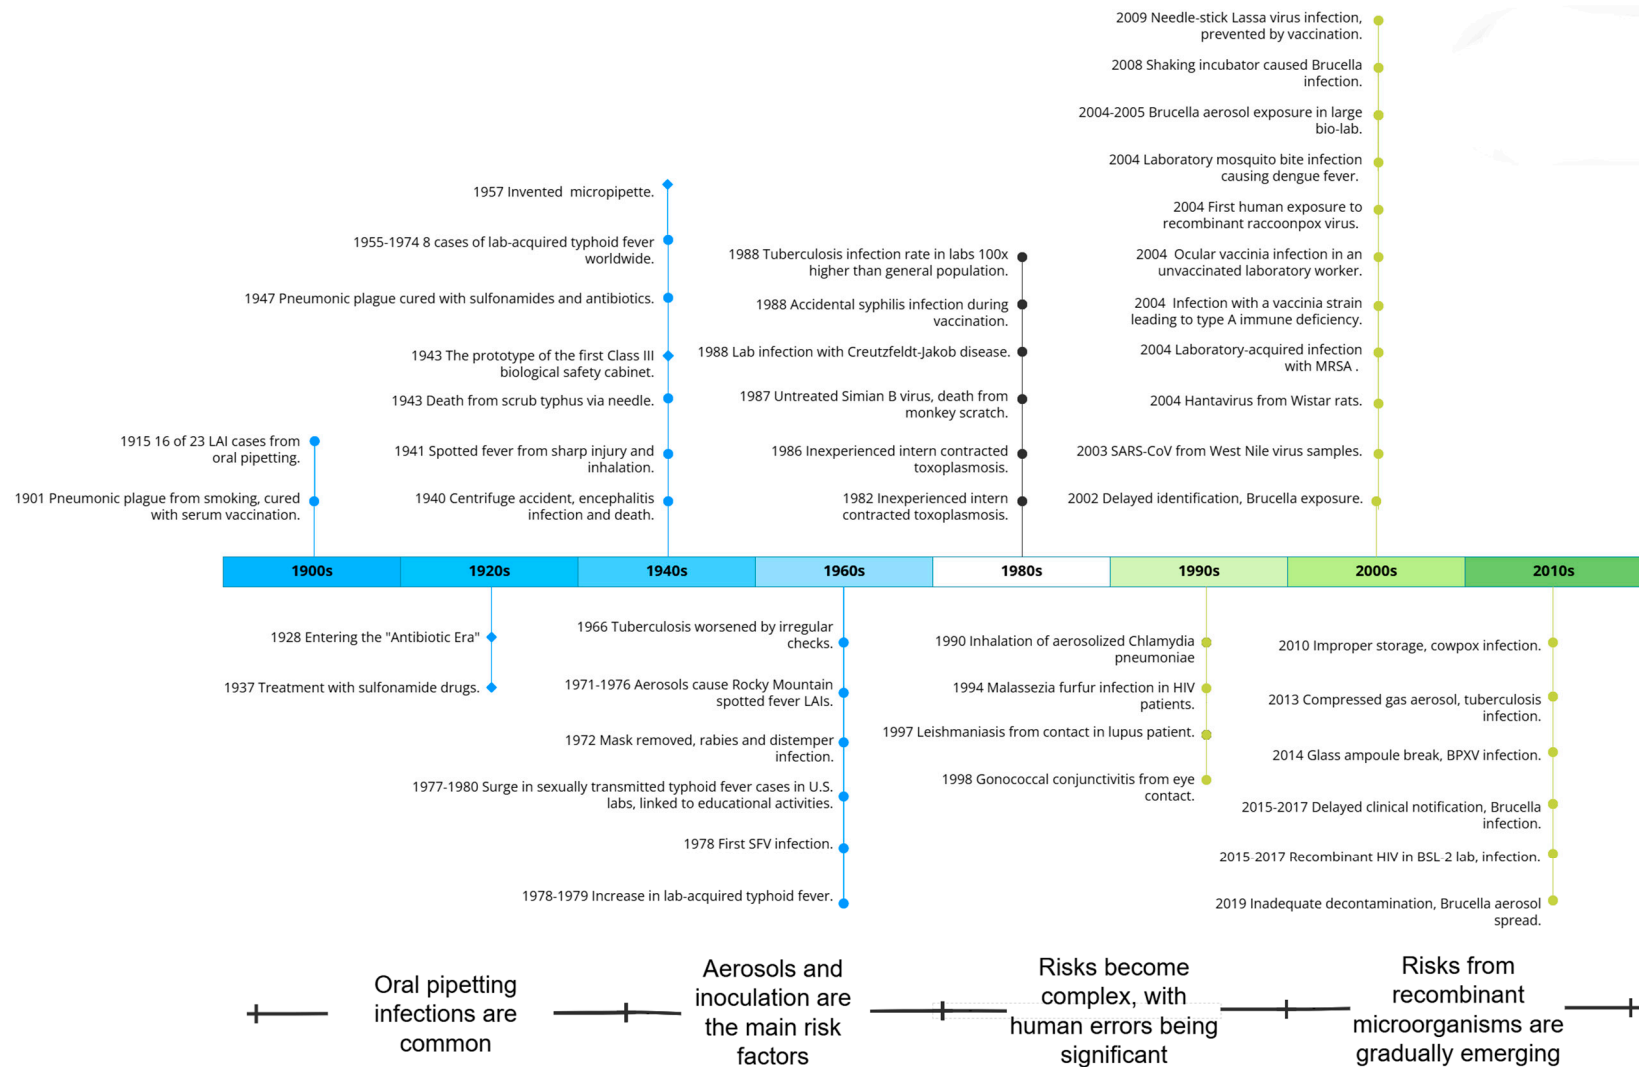 2009 Needle-stick Lassa virus infection,
prevented by vaccination.
2008 Shaking incubator caused Brucella
infection.
2004-2005 Brucella aerosol exposure in large
bio-lab.
2004 Laboratory mosquito bite infection
causing dengue fever.
2004 First human exposure to
recombinant raccoonpox virus.
2004 Ocular vaccinia infection in an
unvaccinated laboratory worker.
2004 Infection with a vaccinia strain
leading to type A immune deficiency.
2004 Laboratory-acquired infection
with MRSA .
2004 Hantavirus from Wistar rats.
2003 SARS-CoV from West Nile virus samples.
2002 Delayed identification, Brucella exposure.
1957 Invented micropipette.
1955-1974 8 cases of lab-acquired typhoid fever
worldwide.
1947 Pneumonic plague cured with sulfonamides and antibiotics.
1943 The prototype of the first Class III
biological safety cabinet.
1943 Death from scrub typhus via needle.
1941 Spotted fever from sharp injury and
inhalation.
1940 Centrifuge accident, encephalitis
infection and death.
1988 Tuberculosis infection rate in labs 100x
higher than general population.
1988 Accidental syphilis infection during
vaccination.
1988 Lab infection with Creutzfeldt-Jakob disease.
1987 Untreated Simian B virus, death from
monkey scratch.
1986 Inexperienced intern contracted
toxoplasmosis.
1982 Inexperienced intern
contracted toxoplasmosis.
1915 16 of 23 LAI cases from
oral pipetting.
1901 Pneumonic plague from smoking, cured
with serum vaccination.
1900s
1920s
1940s
1960s
1980s
1990s
2000s
2010s
1928 Entering the "Antibiotic Era"
1937 Treatment with sulfonamide drugs.
1966 Tuberculosis worsened by irregular
checks.
1971-1976 Aerosols cause Rocky Mountain
spotted fever LAIs.
1972 Mask removed, rabies and distemper
infection.
1977-1980 Surge in sexually transmitted typhoid fever cases in U.S.
labs, linked to educational activities.
1978 First SFV infection.
1978-1979 Increase in lab-acquired typhoid fever.
1990 Inhalation of aerosolized Chlamydia
pneumoniae
1994 Malassezia furfur infection in HIV
patients.
1997 Leishmaniasis from contact in lupus patient.
1998 Gonococcal conjunctivitis from eye
contact.
2010 Improper storage, cowpox infection.
2013 Compressed gas aerosol, tuberculosis
infection.
2014 Glass ampoule break, BPXV infection.
2015-2017 Delayed clinical notification, Brucella
infection.
2015-2017 Recombinant HIV in BSL-2 lab, infection.
2019 Inadequate decontamination, Brucella aerosol
spread.
Oral pipetting
infections are
common
Aerosols and
inoculation are
the main risk
factors
Risks become
complex, with
human errors being
significant
Risks from
recombinant
microorganisms are
gradually emerging